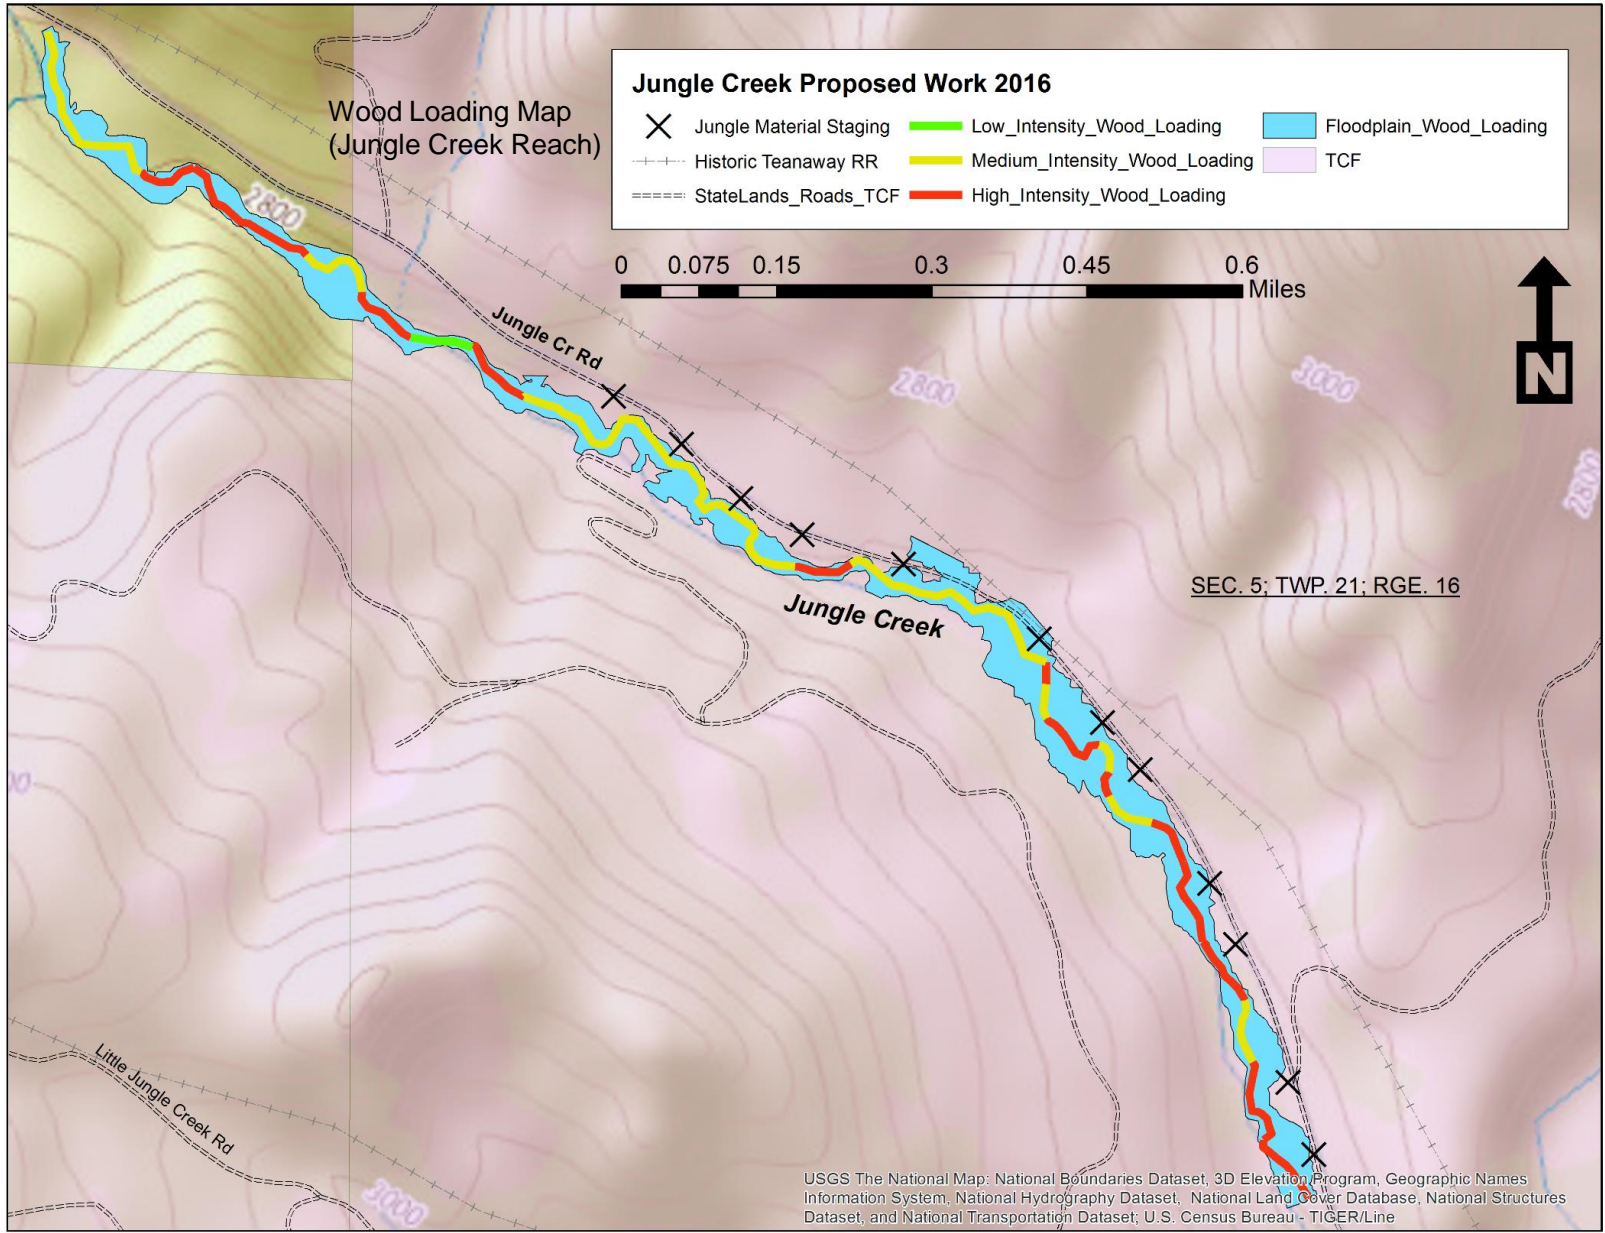 Wood Loading Map
(Jungle Creek Reach)
Jungle Creek Proposed Work 2016
Jungle Material Staging
Historic Teanaway RR
StateLands_Roads_TCF
Low_Intensity_Wood_Loading
Medium_Intensity_Wood_Loading
High_Intensity_Wood_Loading
Floodplain_Wood_Loading
TCF
0 0.075 0.15 0.3 0.45 0.6
Miles
N
2800
Jungle Cr Rd
2800
3000
2800
SEC. 5; TWP. 21; RGE. 16
Jungle Creek
00
Little Jungle Creek Rd
3000
USGS The National Map: National Boundaries Dataset, 3D Elevation Program, Geographic Names
Information System, National Hydrography Dataset, National Land Cover Database, National Structures
Dataset, and National Transportation Dataset; U.S. Census Bureau - TIGER/Line